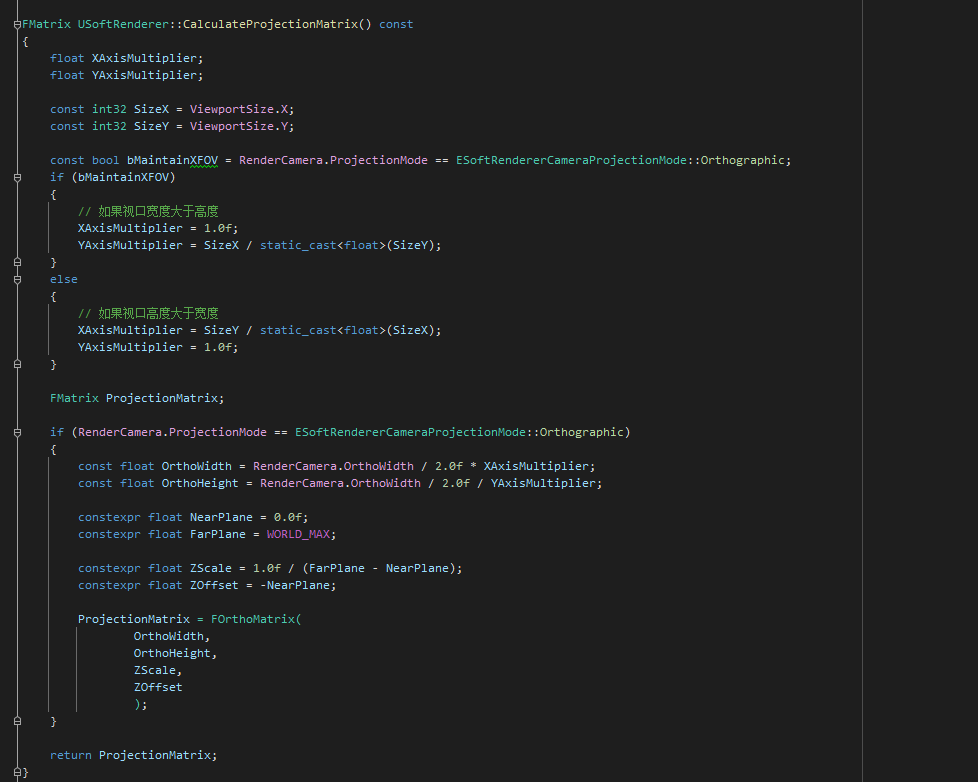 FMatrix USoftRenderer::CalculateProjectionMatrix() const
{
    float XAxisMultiplier;
    float YAxisMultiplier;

    const int32 SizeX = ViewportSize.X;
    const int32 SizeY = ViewportSize.Y;

    const bool bMaintainXFOV = RenderCamera.ProjectionMode == ESoftRendererCameraProjectionMode::Orthographic;
    if (bMaintainXFOV)
    {
        // 如果视口宽度大于高度
        XAxisMultiplier = 1.0f;
        YAxisMultiplier = SizeX / static_cast<float>(SizeY);
    }
    else
    {
        // 如果视口高度大于宽度
        XAxisMultiplier = SizeY / static_cast<float>(SizeX);
        YAxisMultiplier = 1.0f;
    }

    FMatrix ProjectionMatrix;

    if (RenderCamera.ProjectionMode == ESoftRendererCameraProjectionMode::Orthographic)
    {
        const float OrthoWidth = RenderCamera.OrthoWidth / 2.0f * XAxisMultiplier;
        const float OrthoHeight = RenderCamera.OrthoWidth / 2.0f / YAxisMultiplier;

        constexpr float NearPlane = 0.0f;
        constexpr float FarPlane = WORLD_MAX;

        constexpr float ZScale = 1.0f / (FarPlane - NearPlane);
        constexpr float ZOffset = -NearPlane;

        ProjectionMatrix = FOrthoMatrix(
                OrthoWidth,
                OrthoHeight,
                ZScale,
                ZOffset
                );
    }

    return ProjectionMatrix;
}